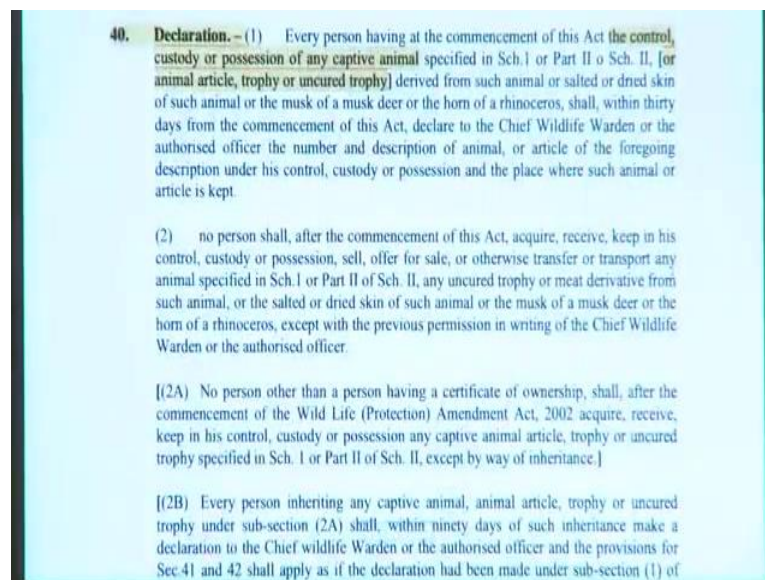 40. Declaration. – (1) Every person having at the commencement of this Act the control,
custody or possession of any captive animal specified in Sch.I or Part II o Sch. II, [or
animal article, trophy or uncured trophy] derived from such animal or salted or dried skin
of such animal or the musk of a musk deer or the horn of a rhinoceros, shall, within thirty
days from the commencement of this Act, declare to the Chief Wildlife Warden or the
authorised officer the number and description of animal, or article of the foregoing
description under his control, custody or possession and the place where such animal or
article is kept.
(2) no person shall, after the commencement of this Act, acquire, receive, keep in his
control, custody or possession, sell, offer for sale, or otherwise transfer or transport any
animal specified in Sch.I or Part II of Sch. II, any uncured trophy or meat derivative from
such animal, or the salted or dried skin of such animal or the musk of a musk deer or the
horn of a rhinoceros, except with the previous permission in writing of the Chief Wildlife
Warden or the authorised officer.
[(2A) No person other than a person having a certificate of ownership, shall, after the
commencement of the Wild Life (Protection) Amendment Act, 2002 acquire, receive,
keep in his control, custody or possession any captive animal article, trophy or uncured
trophy specified in Sch. I or Part II of Sch. II, except by way of inheritance.]
[(2B) Every person inheriting any captive animal, animal article, trophy or uncured
trophy under sub-section (2A) shall, within ninety days of such inheritance make a
declaration to the Chief wildlife Warden or the authorised officer and the provisions for
Sec.41 and 42 shall apply as if the declaration had been made under sub-section (1) of